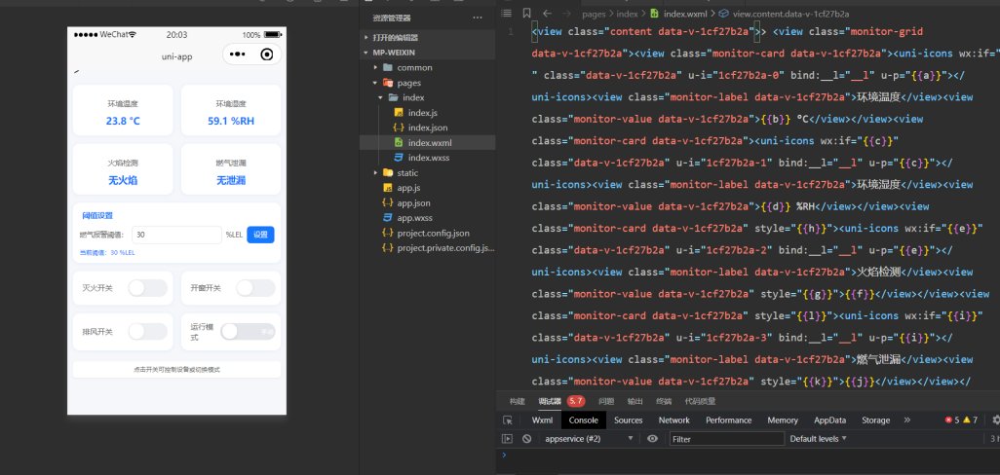 WeChat 20:03 100%
uni-app
环境温度
23.8 °C
环境湿度
59.1 %RH
火焰检测
无火焰
燃气泄漏
无泄漏
阈值设置
燃气报警阈值: 30 %LEL 设置
当前阈值: 30 %LEL
灭火开关
开窗开关
排风开关
运行模式
手动
点击开关可控制设备或切换模式
资源管理器 ···
打开的编辑器
MP-WEIXIN
common
pages
index
index.js
index.json
index.wxml
index.wxss
static
app.js
app.json
app.wxss
project.config.json
project.private.config.js...
pages > index > index.wxml > view.content.data-v-1cf27b2a
1 <view class="content data-v-1cf27b2a">> <view class="monitor-grid
data-v-1cf27b2a"><view class="monitor-card data-v-1cf27b2a"><uni-icons wx:if="
" class="data-v-1cf27b2a" u-i="1cf27b2a-0" bind:__l="__l" u-p="{{a}}"></
uni-icons><view class="monitor-label data-v-1cf27b2a">环境温度</view><view
class="monitor-value data-v-1cf27b2a">{{b}} °C</view></view><view
class="monitor-card data-v-1cf27b2a"><uni-icons wx:if="{{c}}"
class="data-v-1cf27b2a" u-i="1cf27b2a-1" bind:__l="__l" u-p="{{c}}"></
uni-icons><view class="monitor-label data-v-1cf27b2a">环境湿度</view><view
class="monitor-value data-v-1cf27b2a">{{d}} %RH</view></view><view
class="monitor-card data-v-1cf27b2a" style="{{h}}"><uni-icons wx:if="{{e}}"
class="data-v-1cf27b2a" u-i="1cf27b2a-2" bind:__l="__l" u-p="{{e}}"></
uni-icons><view class="monitor-label data-v-1cf27b2a">火焰检测</view><view
class="monitor-value data-v-1cf27b2a" style="{{g}}">{{f}}</view></view><view
class="monitor-card data-v-1cf27b2a" style="{{l}}"><uni-icons wx:if="{{i}}"
class="data-v-1cf27b2a" u-i="1cf27b2a-3" bind:__l="__l" u-p="{{i}}"></
uni-icons><view class="monitor-label data-v-1cf27b2a">燃气泄漏</view><view
class="monitor-value data-v-1cf27b2a" style="{{k}}">{{j}}</view></view></
构建 调试器 5, 7 问题 输出 终端 代码质量
Wxml Console Sources Network Performance Memory AppData Storage » 5 7
appservice (#2) Filter Default levels 3 h